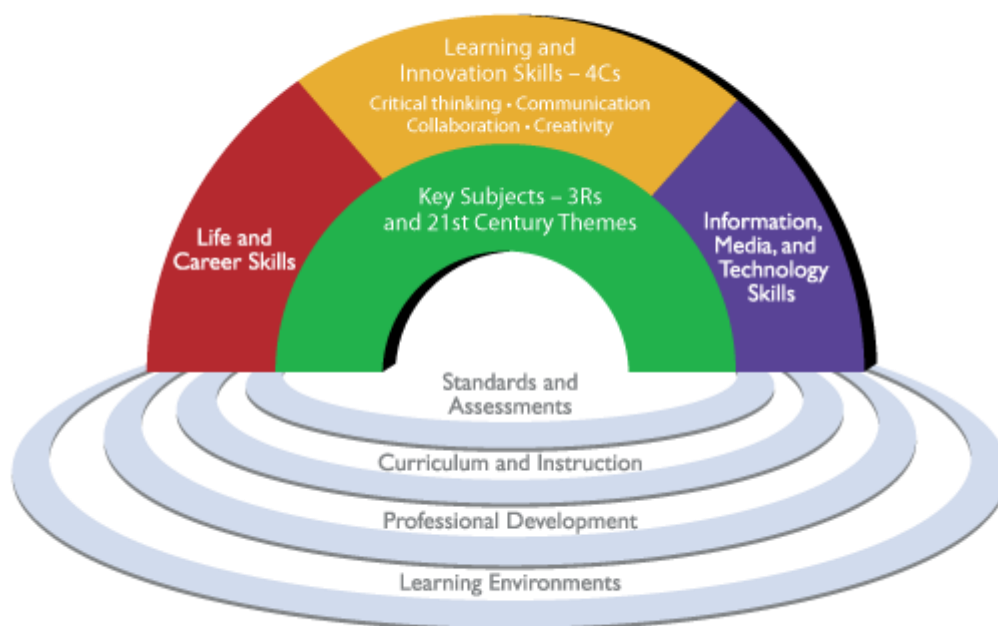 Learning and
Innovation Skills – 4Cs
Critical thinking • Communication
Collaboration • Creativity
Key Subjects – 3Rs
and 21st Century Themes
Life and
Career Skills
Information,
Media, and
Technology
Skills
Standards and
Assessments
Curriculum and Instruction
Professional Development
Learning Environments